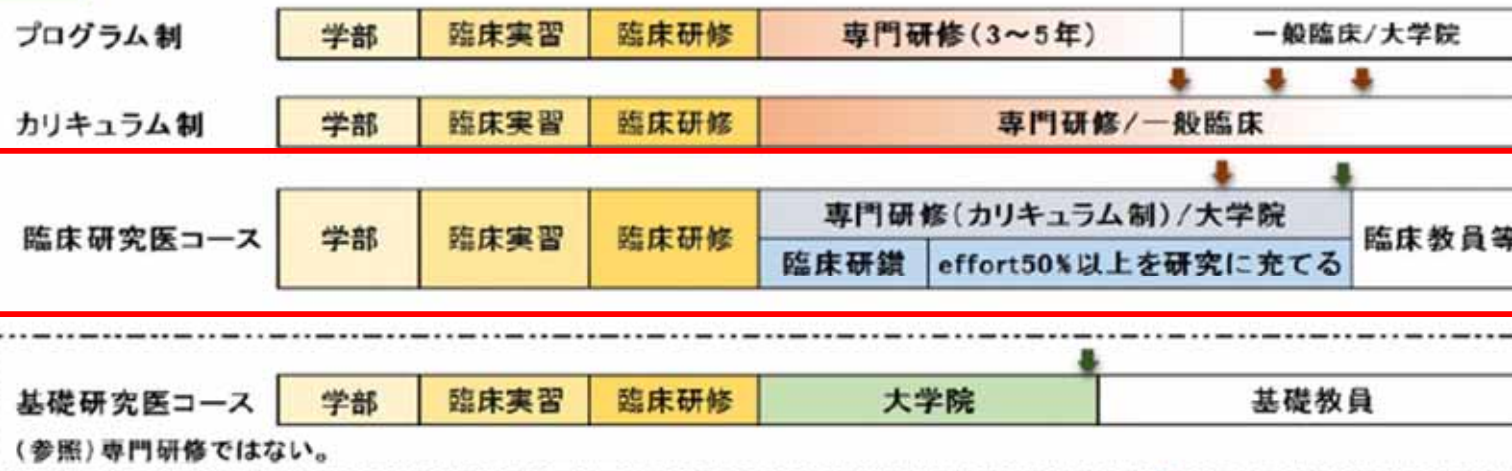 プログラム制 学部 臨床実習 臨床研修 専門研修(3～5年) 一般臨床/大学院
カリキュラム制 学部 臨床実習 臨床研修 専門研修/一般臨床
臨床研究医コース 学部 臨床実習 臨床研修 専門研修(カリキュラム制)/大学院 臨床教員等
臨床研鑽 effort50%以上を研究に充てる
基礎研究医コース 学部 臨床実習 臨床研修 大学院 基礎教員
(参照)専門研修ではない。